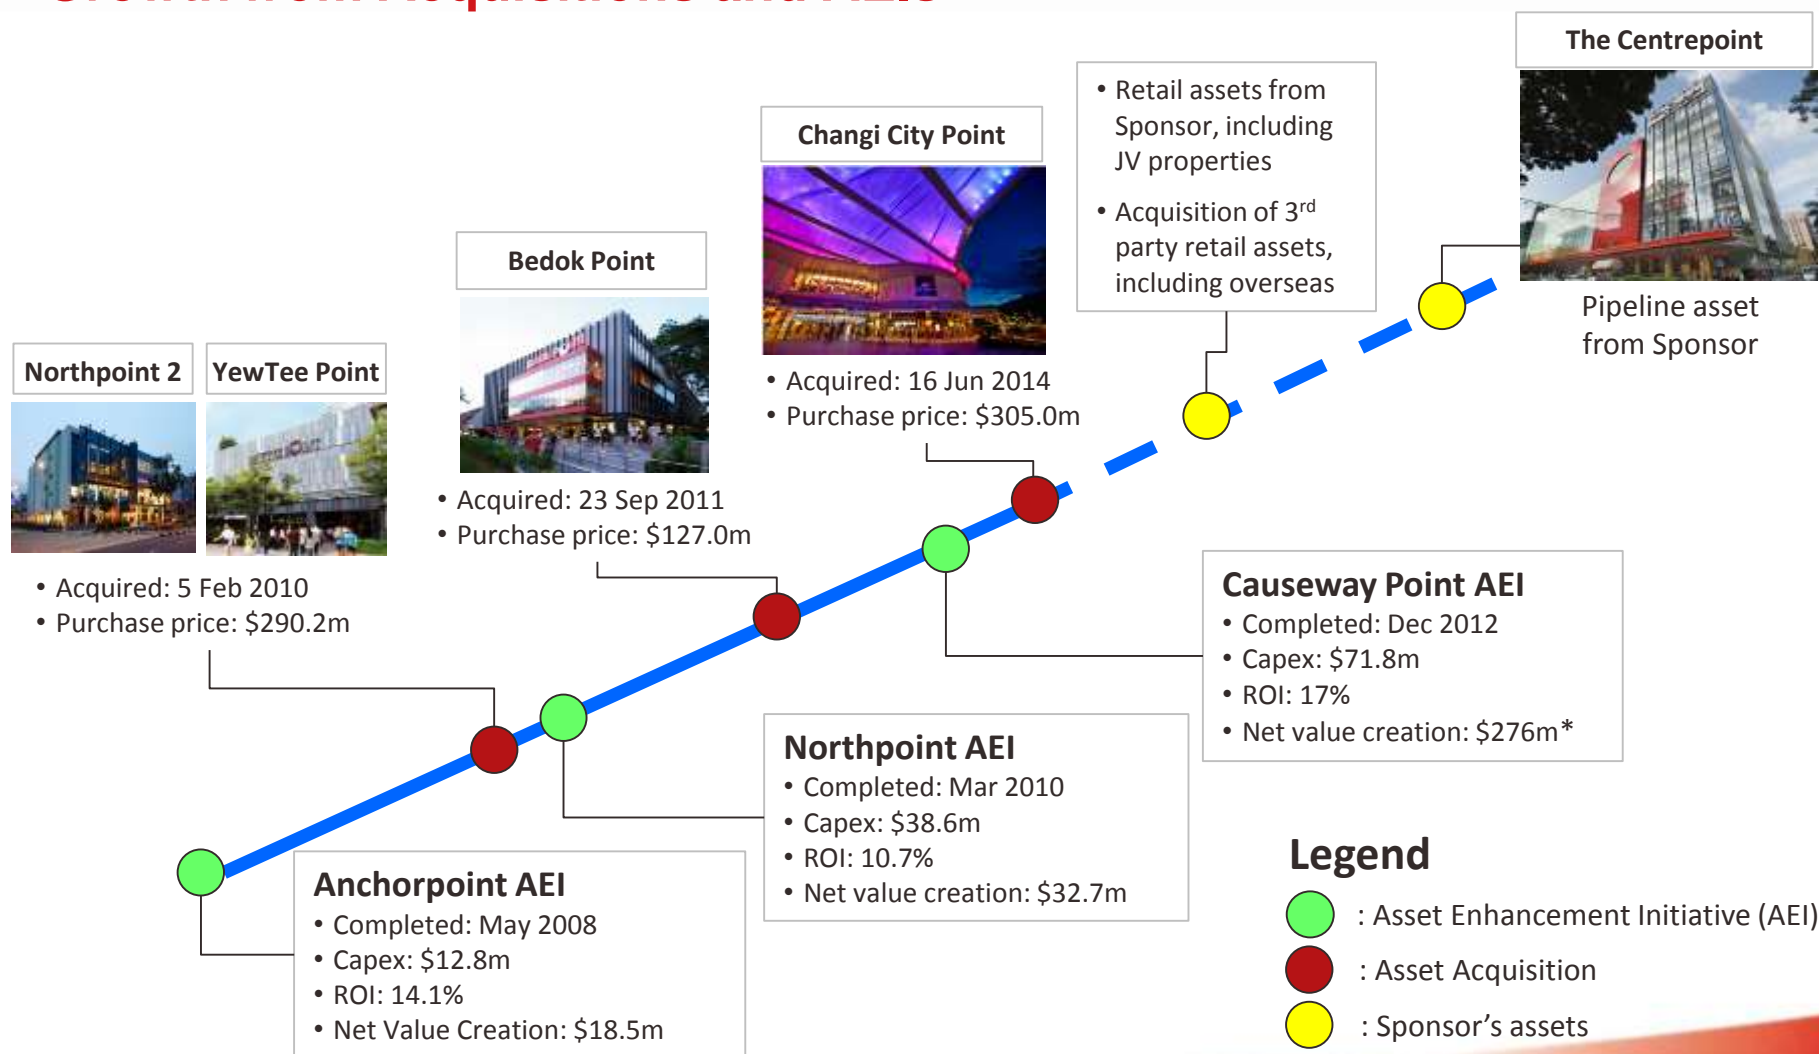 Growth from Acquisitions and AEIs
The Centrepoint
Pipeline asset
from Sponsor
• Retail assets from
Sponsor, including
JV properties
• Acquisition of 3rd
party retail assets,
including overseas
Changi City Point
• Acquired: 16 Jun 2014
• Purchase price: $305.0m
Bedok Point
• Acquired: 23 Sep 2011
• Purchase price: $127.0m
Northpoint 2
YewTee Point
• Acquired: 5 Feb 2010
• Purchase price: $290.2m
Causeway Point AEI
• Completed: Dec 2012
• Capex: $71.8m
• ROI: 17%
• Net value creation: $276m*
Northpoint AEI
• Completed: Mar 2010
• Capex: $38.6m
• ROI: 10.7%
• Net value creation: $32.7m
Anchorpoint AEI
• Completed: May 2008
• Capex: $12.8m
• ROI: 14.1%
• Net Value Creation: $18.5m
Legend
: Asset Enhancement Initiative (AEI)
: Asset Acquisition
: Sponsor’s assets